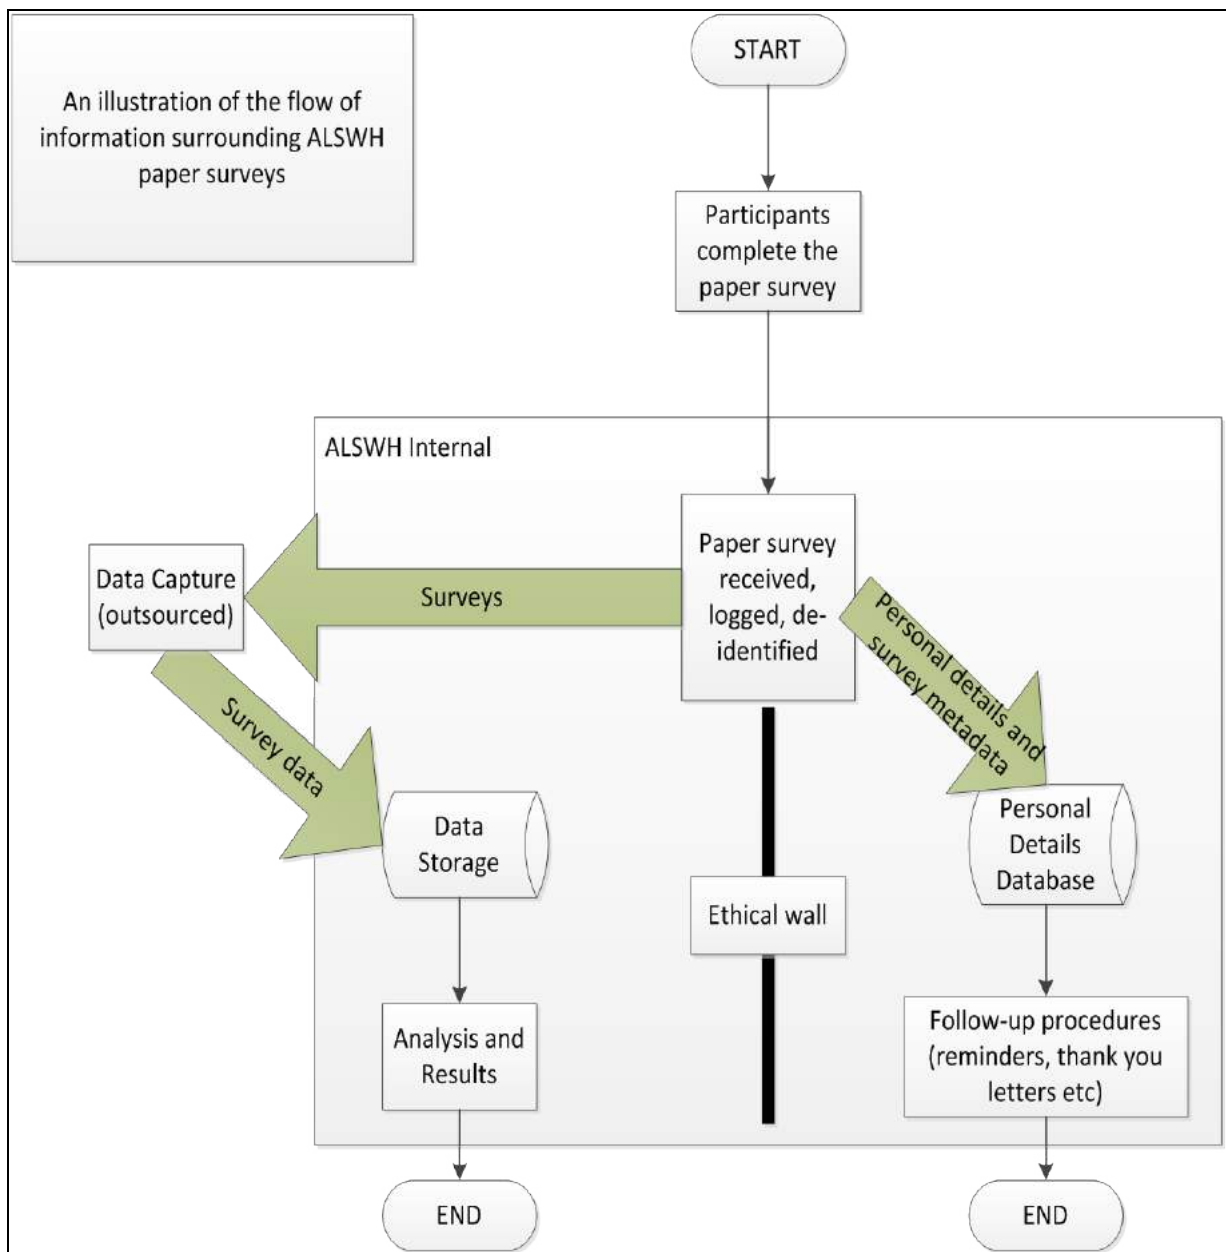 An illustration of the flow of
information surrounding ALSWH
paper surveys
START
Participants
complete the
paper survey
ALSWH Internal
Paper survey
received,
logged, de-
identified
Surveys
Data Capture
(outsourced)
Personal details and
survey metadata
Survey data
Data
Storage
Personal
Details
Database
Ethical wall
Analysis and
Results
Follow-up procedures
(reminders, thank you
letters etc)
END
END